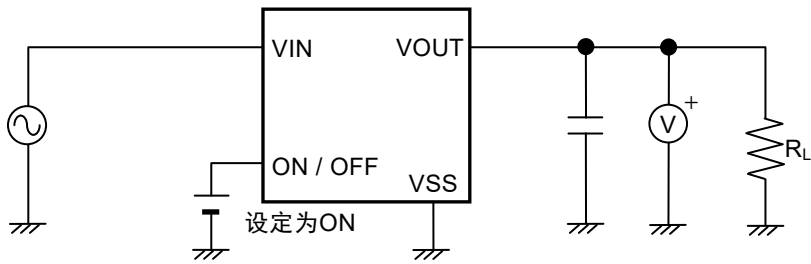 VIN
VOUT
+
V
ON / OFF
VSS
RL
设定为ON